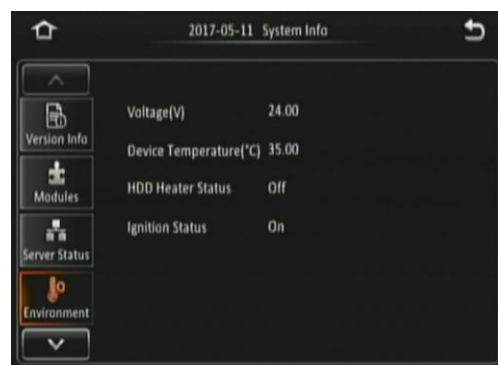 2017-05-11 System Info
Version Info
Modules
Server Status
Environment
Voltage(V) 24.00
Device Temperature(°C) 35.00
HDD Heater Status Off
Ignition Status On